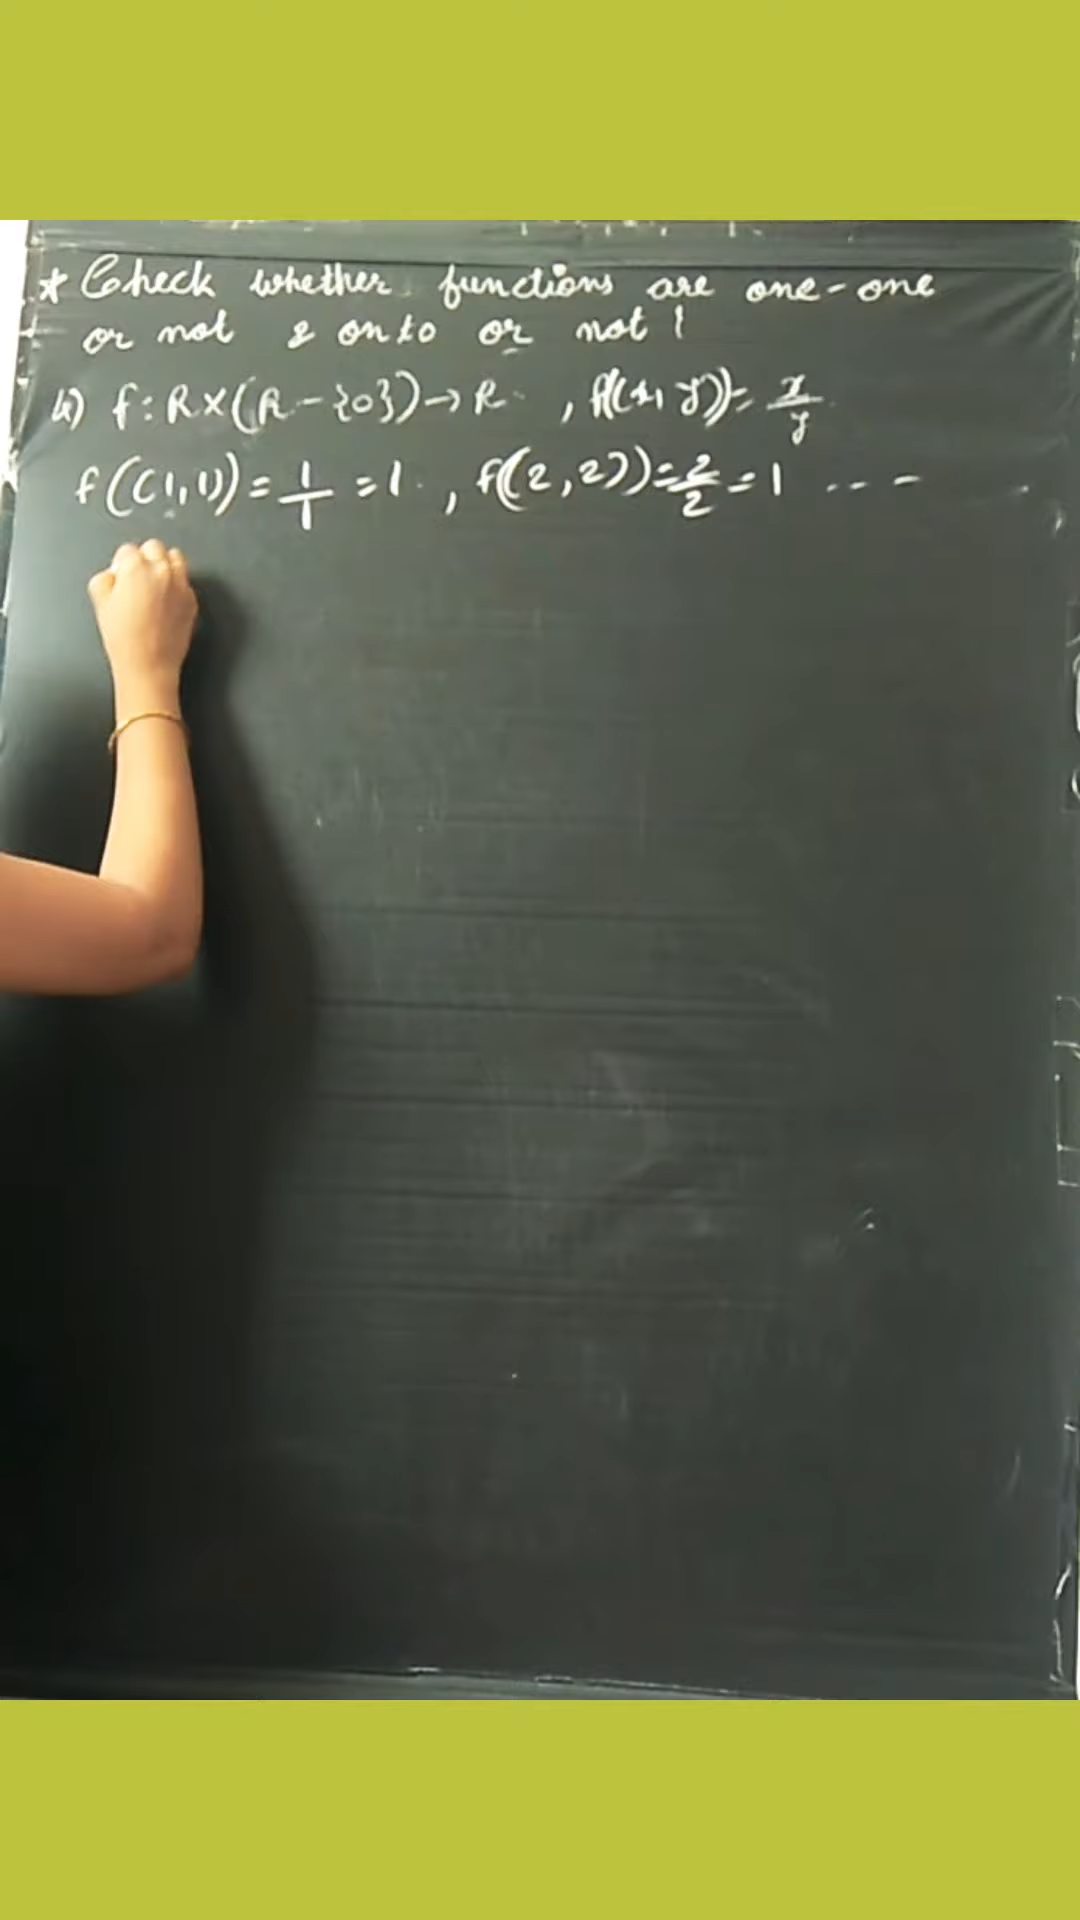 * Check whether functions are one-one
or not & onto or not !
f: R×(R-{0})→R , f((x, y))= x/y
f((1,1))= 1/1 =1 , f((2,2))= 2/2 =1 ---